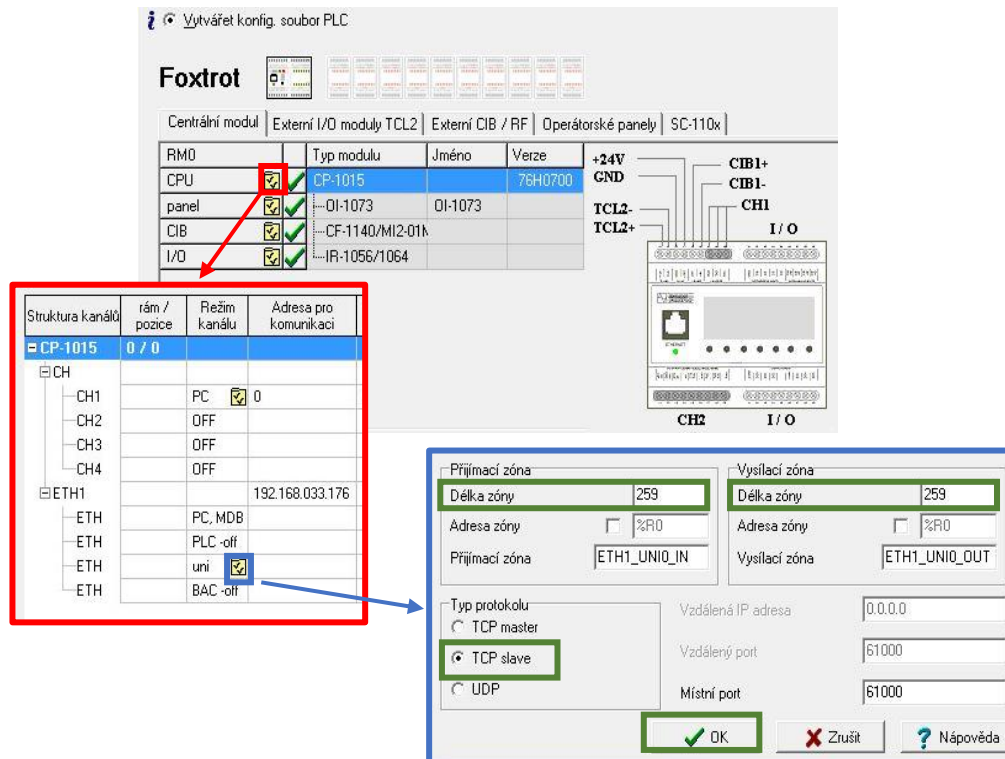 Vytvářet konfig. soubor PLC
Foxtrot
Centrální modul Externí I/O moduly TCL2 Externí CIB / RF Operátorské panely SC-110x
RM0 Typ modulu Jméno Verze
CPU CP-1015 76H0700
panel OI-1073 OI-1073
CIB CF-1140/MI2-01M
I/O IR-1056/1064
+24V
GND
TCL2-
TCL2+
CIB1+
CIB1-
CH1
I / O
ETHERNET
CH2 I / O
Struktura kanálů rám / pozice Režim kanálu Adresa pro komunikaci
CP-1015 0 / 0
CH
CH1 PC 0
CH2 OFF
CH3 OFF
CH4 OFF
ETH1 192.168.033.176
ETH PC, MDB
ETH PLC -off
ETH uni
ETH BAC -off
Přijímací zóna
Délka zóny 259
Adresa zóny %R0
Přijímací zóna ETH1_UNI0_IN
Vysílací zóna
Délka zóny 259
Adresa zóny %R0
Vysílací zóna ETH1_UNI0_OUT
Typ protokolu
TCP master
TCP slave
UDP
Vzdálená IP adresa 0.0.0.0
Vzdálený port 61000
Místní port 61000
OK Zrušit Nápověda